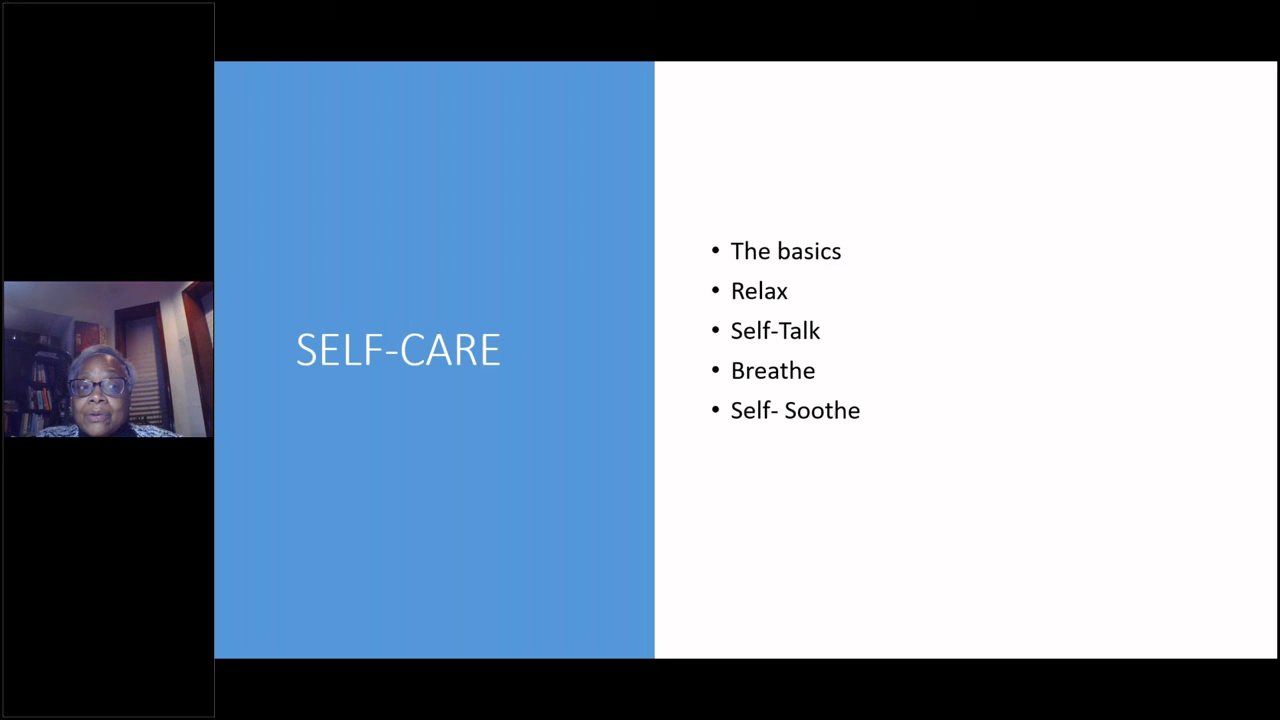 SELF-CARE
• The basics
• Relax
• Self-Talk
• Breathe
• Self- Soothe